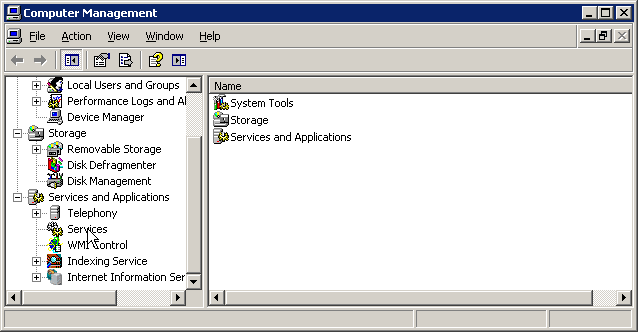 Computer Management
File Action View Window Help
Local Users and Groups
Performance Logs and Al
Device Manager
Storage
Removable Storage
Disk Defragmenter
Disk Management
Services and Applications
Telephony
Services
WMI Control
Indexing Service
Internet Information Ser
Name
System Tools
Storage
Services and Applications